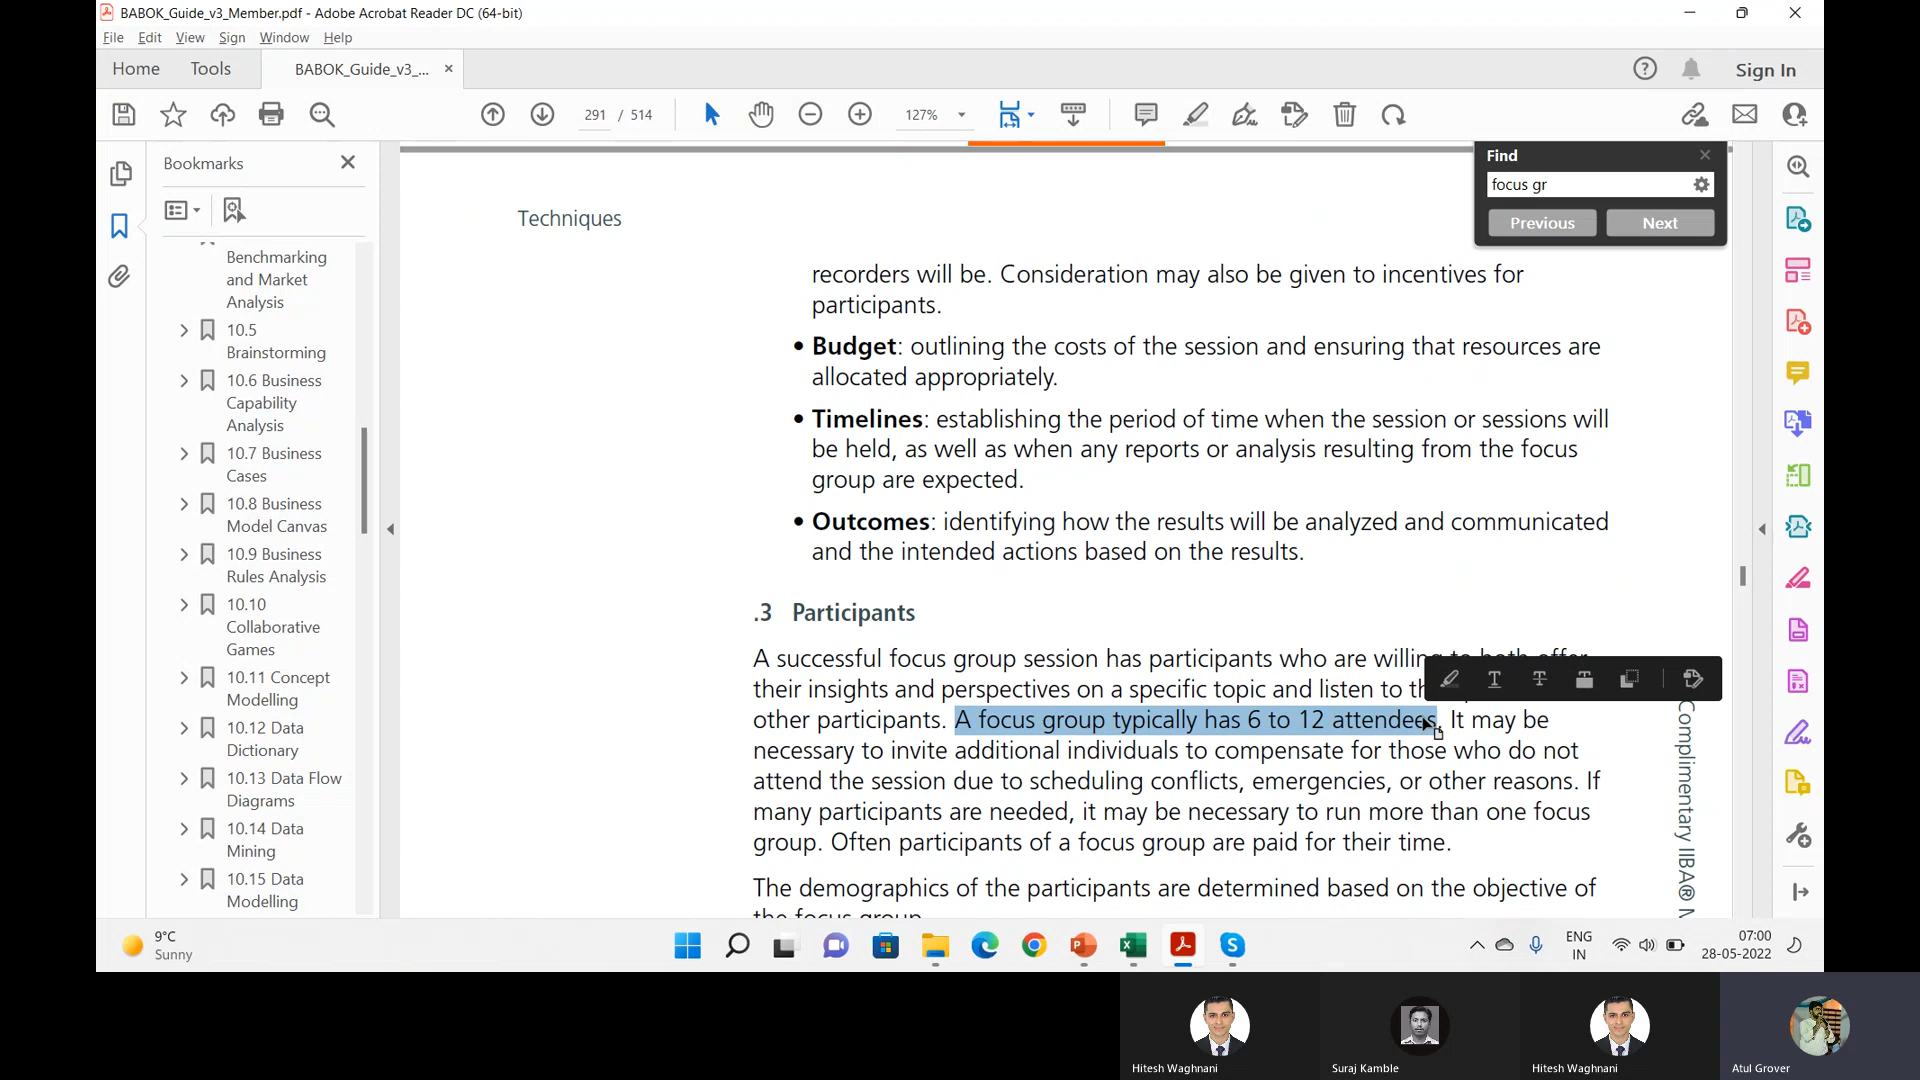 BABOK_Guide_v3_Member.pdf - Adobe Acrobat Reader DC (64-bit)
File Edit View Sign Window Help
Home Tools BABOK_Guide_v3_... × Sign In
291 / 514 127%
Bookmarks
Benchmarking
and Market
Analysis
10.5
Brainstorming
10.6 Business
Capability
Analysis
10.7 Business
Cases
10.8 Business
Model Canvas
10.9 Business
Rules Analysis
10.10
Collaborative
Games
10.11 Concept
Modelling
10.12 Data
Dictionary
10.13 Data Flow
Diagrams
10.14 Data
Mining
10.15 Data
Modelling
Find
focus gr
Previous Next
Techniques
recorders will be. Consideration may also be given to incentives for
participants.
• Budget: outlining the costs of the session and ensuring that resources are
allocated appropriately.
• Timelines: establishing the period of time when the session or sessions will
be held, as well as when any reports or analysis resulting from the focus
group are expected.
• Outcomes: identifying how the results will be analyzed and communicated
and the intended actions based on the results.
.3 Participants
A successful focus group session has participants who are willing to both offer
their insights and perspectives on a specific topic and listen to
other participants. A focus group typically has 6 to 12 attendees. It may be
necessary to invite additional individuals to compensate for those who do not
attend the session due to scheduling conflicts, emergencies, or other reasons. If
many participants are needed, it may be necessary to run more than one focus
group. Often participants of a focus group are paid for their time.
The demographics of the participants are determined based on the objective of
the focus group.
Complimentary IIBA®
9°C
Sunny
ENG
IN
07:00
28-05-2022
Hitesh Waghnani
Suraj Kamble
Hitesh Waghnani
Atul Grover